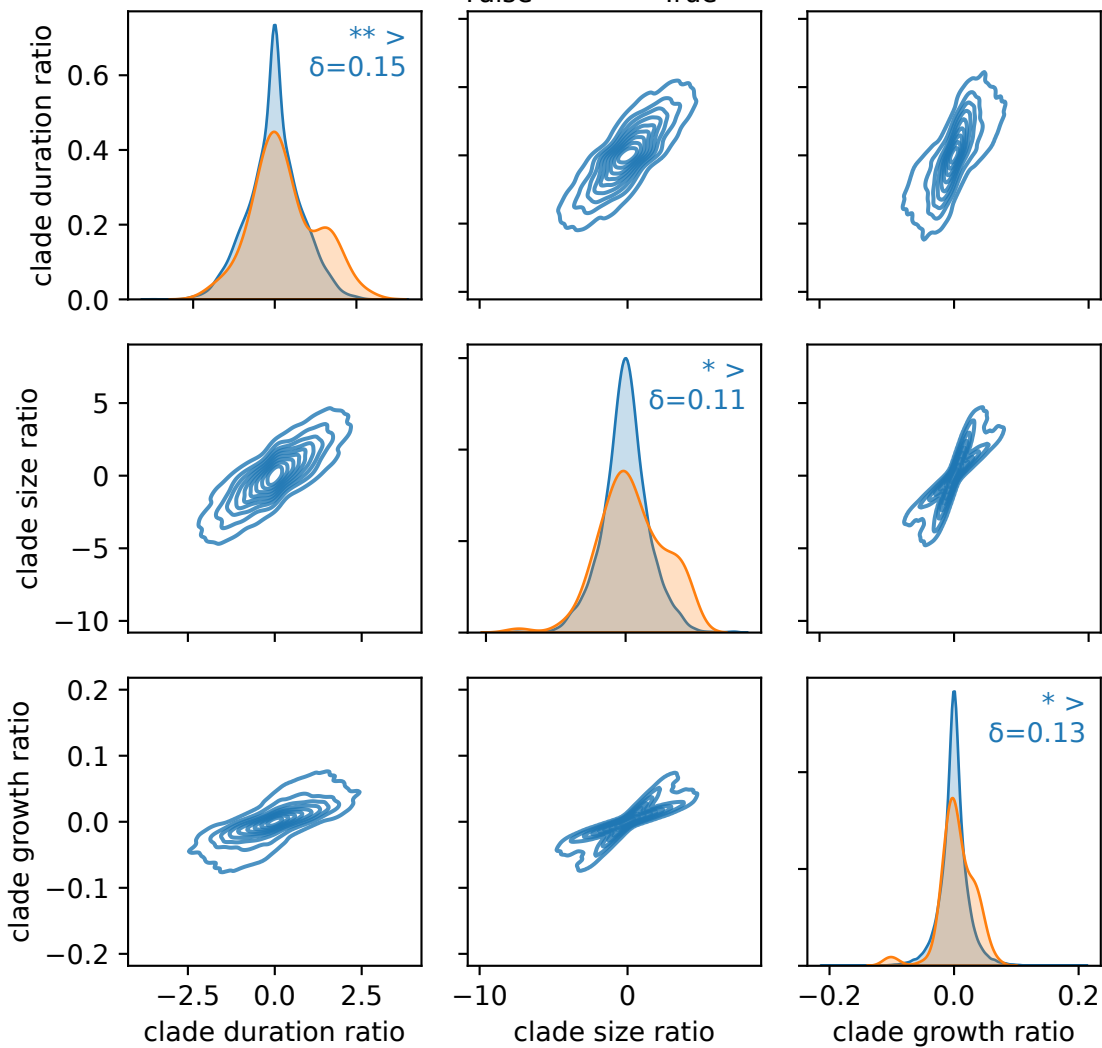 ** >
δ=0.15
clade duration ratio
0.6
0.4
0.2
0.0
* >
δ=0.11
clade size ratio
5
0
−5
−10
* >
δ=0.13
clade growth ratio
0.2
0.1
0.0
−0.1
−0.2
−2.5 0.0 2.5 −10 0 −0.2 0.0 0.2
clade duration ratio clade size ratio clade growth ratio